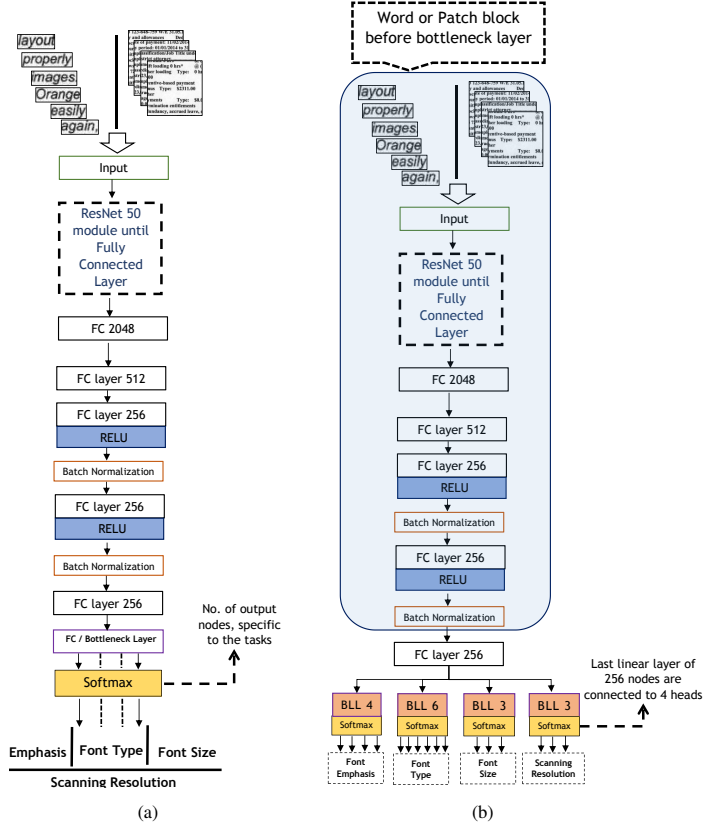 layout
properly
images.
Orange
easily
again,
Input
ResNet 50
module until
Fully
Connected
Layer
FC 2048
FC layer 512
FC layer 256
RELU
Batch Normalization
FC layer 256
RELU
Batch Normalization
FC layer 256
FC / Bottleneck Layer
Softmax
No. of output
nodes, specific
to the tasks
Emphasis
Font Type
Font Size
Scanning Resolution
(a)
Word or Patch block
before bottleneck layer
layout
properly
images.
Orange
easily
again,
Input
ResNet 50
module until
Fully
Connected
Layer
FC 2048
FC layer 512
FC layer 256
RELU
Batch Normalization
FC layer 256
RELU
Batch Normalization
FC layer 256
Last linear layer of
256 nodes are
connected to 4 heads
BLL 4
Softmax
Font
Emphasis
BLL 6
Softmax
Font
Type
BLL 3
Softmax
Font
Size
BLL 3
Softmax
Scanning
Resolution
(b)